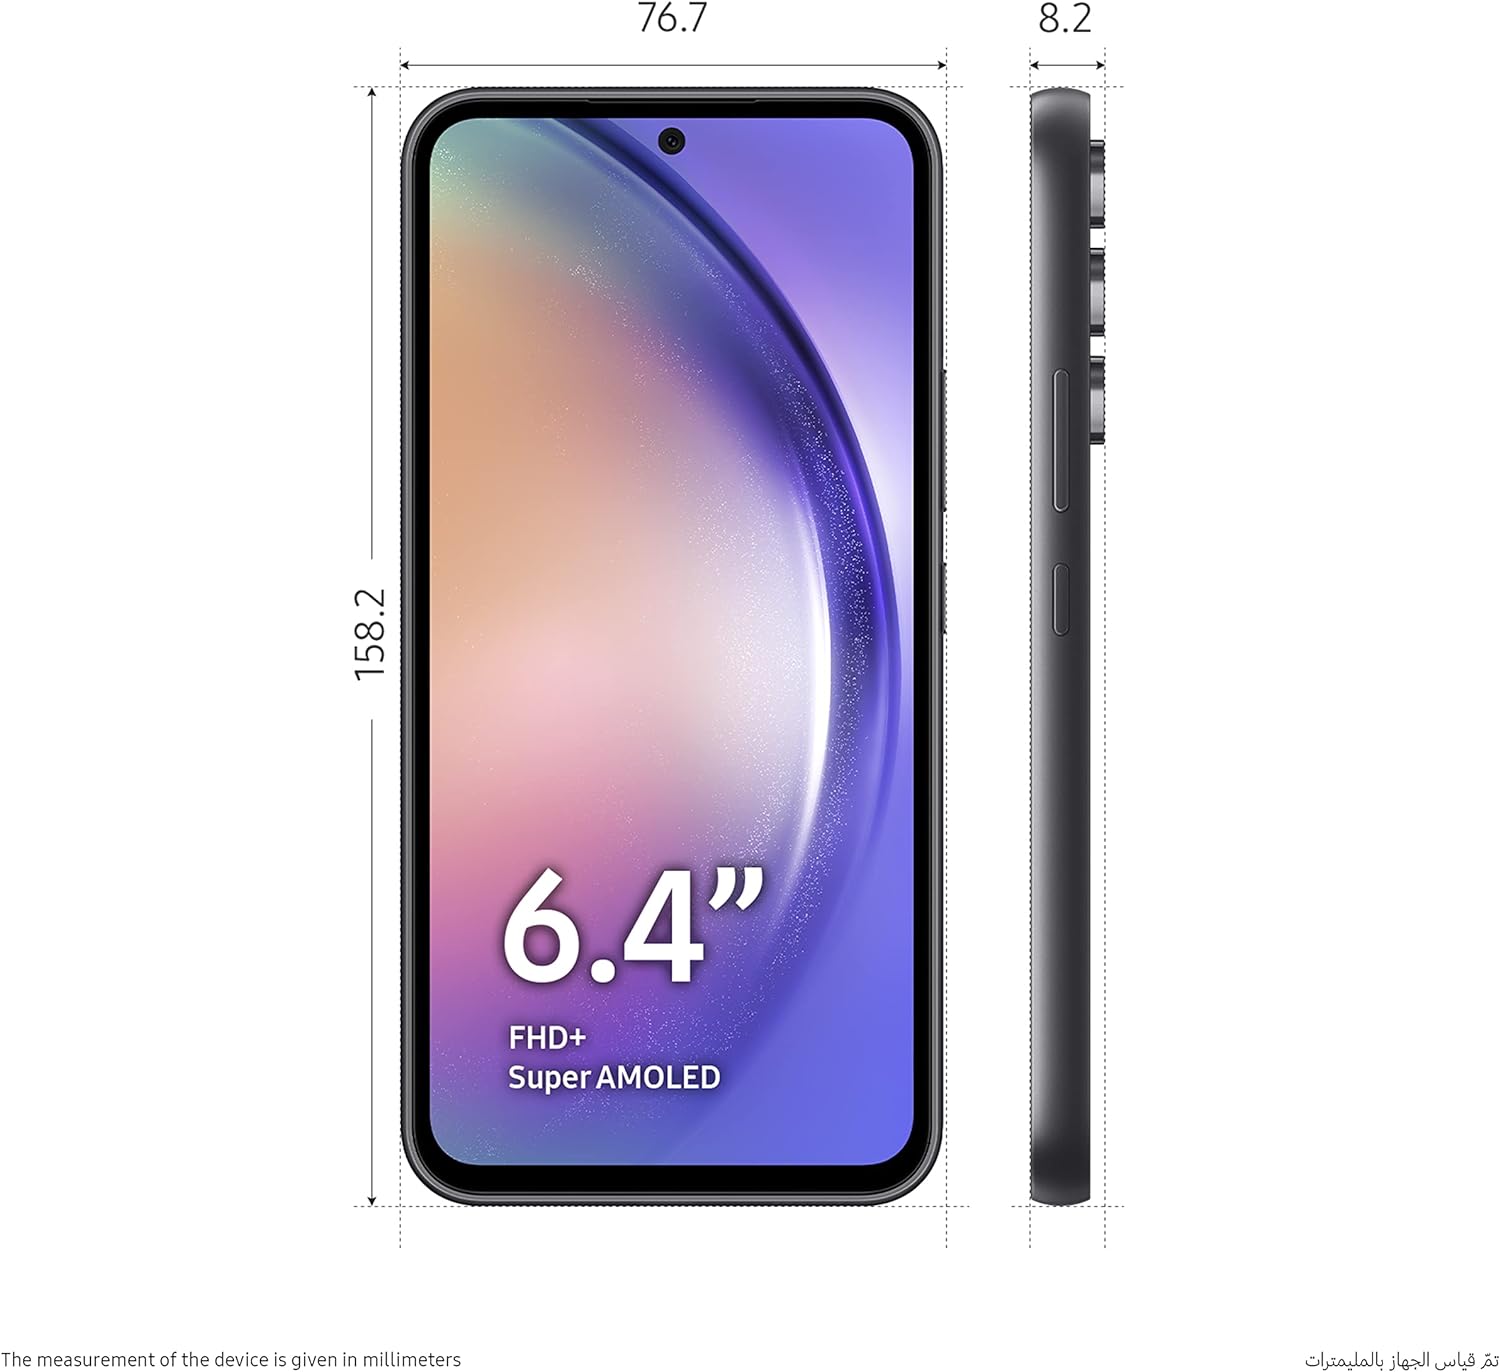 76.7
8.2
158.2
6.4”
FHD+
Super AMOLED
The measurement of the device is given in millimeters
تمّ قياس الجهاز بالمليمترات